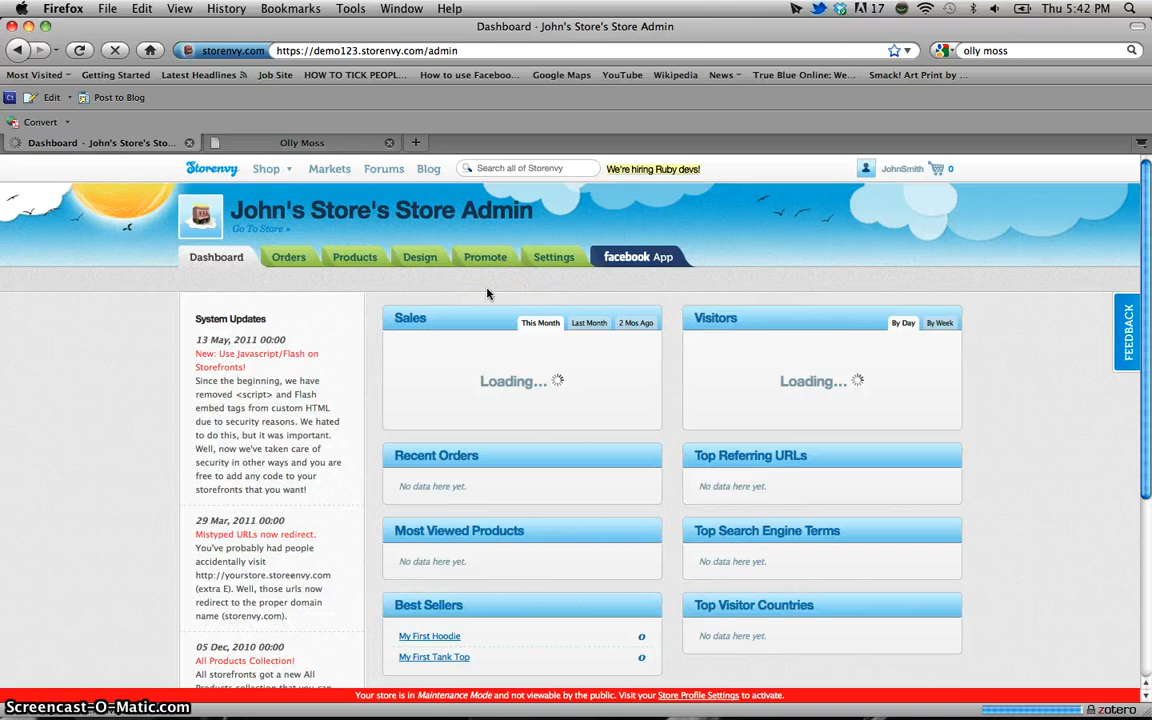 Firefox File Edit View History Bookmarks Tools Window Help 17 Thu 5:42 PM
Dashboard - John's Store's Store Admin
storenvy.com https://demo123.storenvy.com/admin olly moss
Most Visited Getting Started Latest Headlines Job Site HOW TO TICK PEOPL... How to use Faceboo... Google Maps YouTube Wikipedia News True Blue Online: We... Smack! Art Print by ...
Ct Edit Post to Blog
Convert
Dashboard - John's Store's Sto... Olly Moss
Storenvy Shop Markets Forums Blog Search all of Storenvy We're hiring Ruby devs! JohnSmith 0
John's Store's Store Admin
Go To Store »
Dashboard Orders Products Design Promote Settings facebook App
FEEDBACK
System Updates
13 May, 2011 00:00
New: Use Javascript/Flash on
Storefronts!
Since the beginning, we have
removed <script> and Flash
embed tags from custom HTML
due to security reasons. We hated
to do this, but it was important.
Well, now we've taken care of
security in other ways and you are
free to add any code to your
storefronts that you want!
29 Mar, 2011 00:00
Mistyped URLs now redirect.
You've probably had people
accidentally visit
http://yourstore.storeenvy.com
(extra E). Well, those urls now
redirect to the proper domain
name (storenvy.com).
05 Dec, 2010 00:00
All Products Collection!
All storefronts got a new All
Products collection that you can
Sales This Month Last Month 2 Mos Ago
Loading...
Visitors By Day By Week
Loading...
Recent Orders
No data here yet.
Top Referring URLs
No data here yet.
Most Viewed Products
No data here yet.
Top Search Engine Terms
No data here yet.
Best Sellers
My First Hoodie 0
My First Tank Top 0
Top Visitor Countries
No data here yet.
Your store is in Maintenance Mode and not viewable by the public. Visit your Store Profile Settings to activate.
Screencast-O-Matic.com zotero